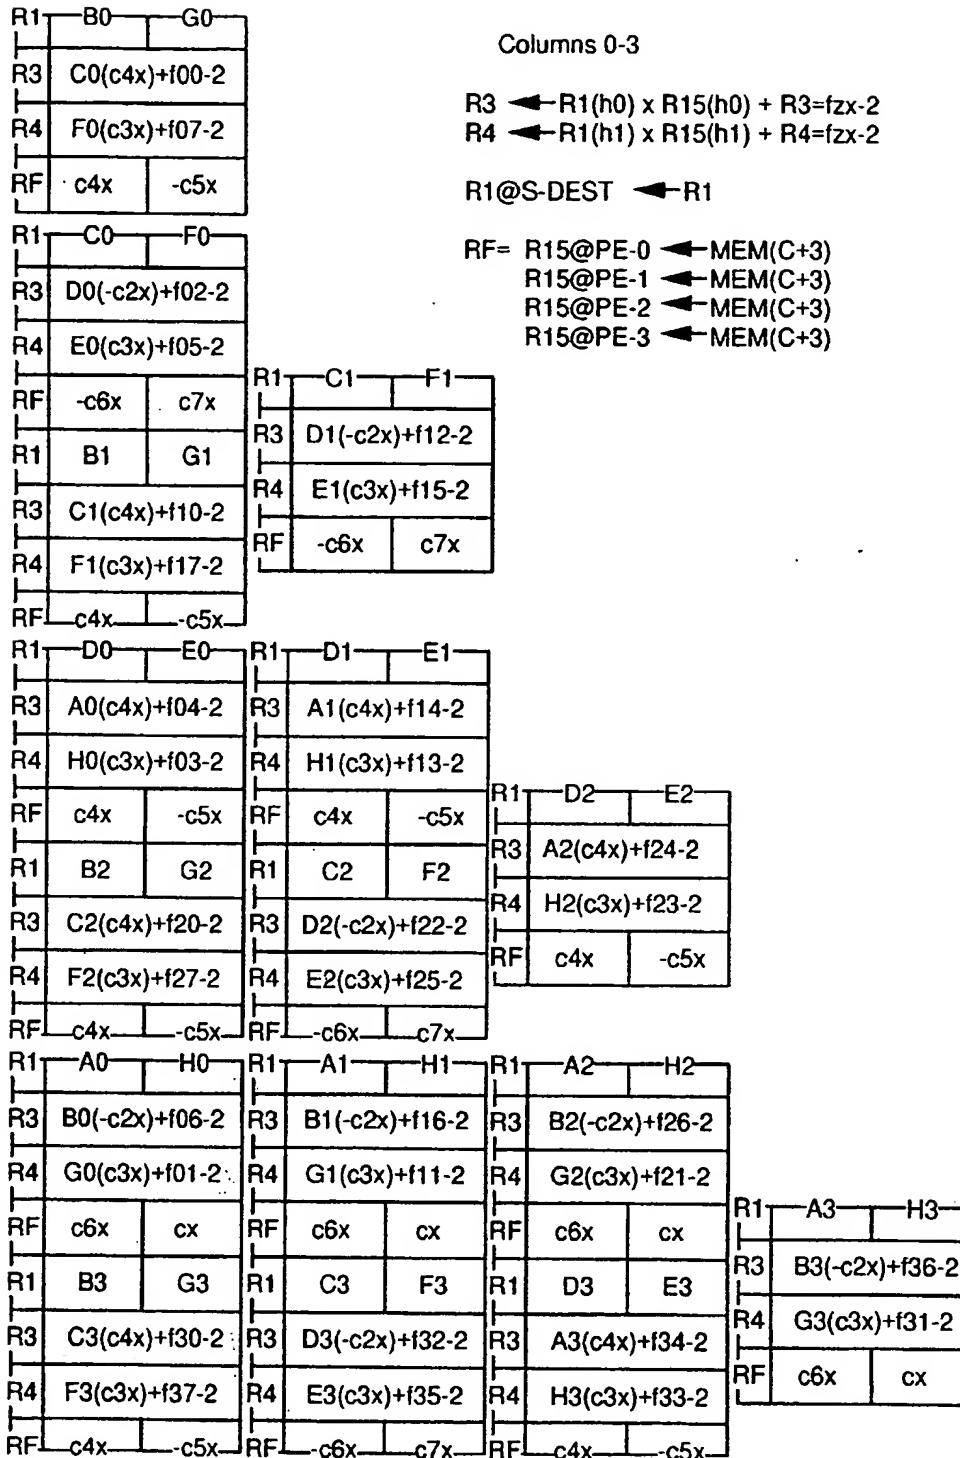 R1 B0 G0
R3 C0(c4x)+f00-2
R4 F0(c3x)+f07-2
RF c4x -c5x
Columns 0-3
R3 ◄ R1(h0) x R15(h0) + R3=fzx-2
R4 ◄ R1(h1) x R15(h1) + R4=fzx-2
R1@S-DEST ◄ R1
RF= R15@PE-0 ◄ MEM(C+3)
R15@PE-1 ◄ MEM(C+3)
R15@PE-2 ◄ MEM(C+3)
R15@PE-3 ◄ MEM(C+3)
R1 C0 F0
R3 D0(-c2x)+f02-2
R4 E0(c3x)+f05-2
RF -c6x c7x
R1 B1 G1
R3 C1(c4x)+f10-2
R4 F1(c3x)+f17-2
RF c4x -c5x
R1 C1 F1
R3 D1(-c2x)+f12-2
R4 E1(c3x)+f15-2
RF -c6x c7x
R1 D0 E0
R3 A0(c4x)+f04-2
R4 H0(c3x)+f03-2
RF c4x -c5x
R1 B2 G2
R3 C2(c4x)+f20-2
R4 F2(c3x)+f27-2
RF c4x -c5x
R1 D1 E1
R3 A1(c4x)+f14-2
R4 H1(c3x)+f13-2
RF c4x -c5x
R1 C2 F2
R3 D2(-c2x)+f22-2
R4 E2(c3x)+f25-2
RF -c6x c7x
R1 D2 E2
R3 A2(c4x)+f24-2
R4 H2(c3x)+f23-2
RF c4x -c5x
R1 A0 H0
R3 B0(-c2x)+f06-2
R4 G0(c3x)+f01-2
RF c6x cx
R1 B3 G3
R3 C3(c4x)+f30-2
R4 F3(c3x)+f37-2
RF c4x -c5x
R1 A1 H1
R3 B1(-c2x)+f16-2
R4 G1(c3x)+f11-2
RF c6x cx
R1 C3 F3
R3 D3(-c2x)+f32-2
R4 E3(c3x)+f35-2
RF -c6x c7x
R1 A2 H2
R3 B2(-c2x)+f26-2
R4 G2(c3x)+f21-2
RF c6x cx
R1 D3 E3
R3 A3(c4x)+f34-2
R4 H3(c3x)+f33-2
RF c4x -c5x
R1 A3 H3
R3 B3(-c2x)+f36-2
R4 G3(c3x)+f31-2
RF c6x cx